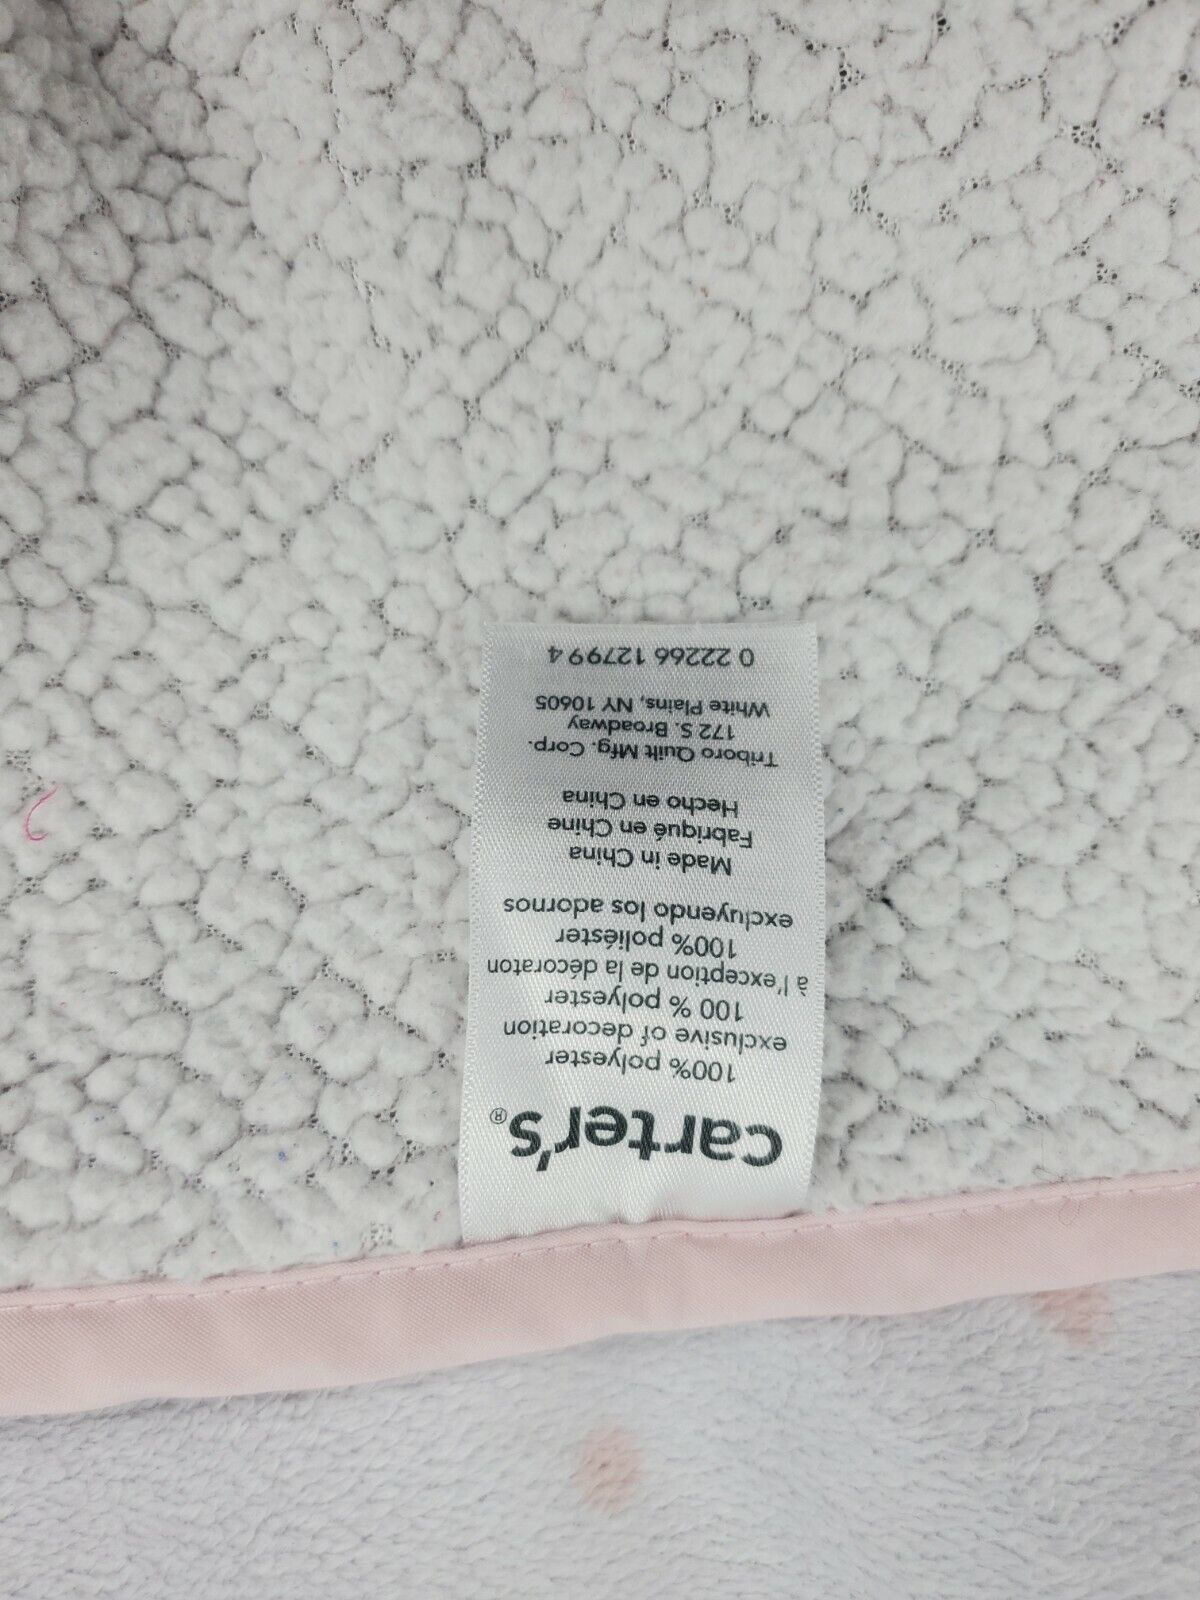 carter's®
100% polyester
exclusive of decoration
100 % polyester
à l'exception de la décoraton
100% poliéster
excluyendo los adornos
Made in China
Fabriqué en Chine
Hecho en China
Triboro Quilt Mfg. Corp.
172 S. Broadway
White Plains, NY 10605
0 22266 12799 4